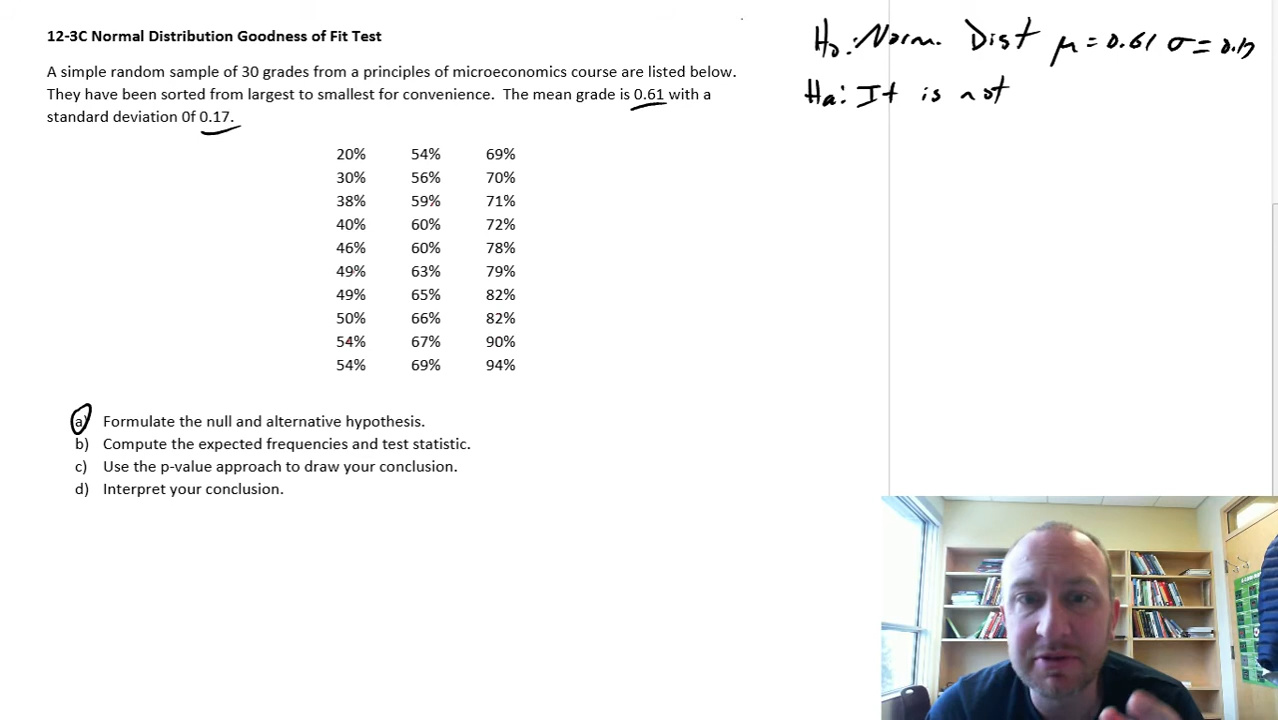 12-3C Normal Distribution Goodness of Fit Test
A simple random sample of 30 grades from a principles of microeconomics course are listed below.
They have been sorted from largest to smallest for convenience. The mean grade is 0.61 with a
standard deviation 0f 0.17.
20% 54% 69%
30% 56% 70%
38% 59% 71%
40% 60% 72%
46% 60% 78%
49% 63% 79%
49% 65% 82%
50% 66% 82%
54% 67% 90%
54% 69% 94%
a) Formulate the null and alternative hypothesis.
b) Compute the expected frequencies and test statistic.
c) Use the p-value approach to draw your conclusion.
d) Interpret your conclusion.
Ho: Norm. Dist μ = 0.61 σ = 0.17
Ha: It is not